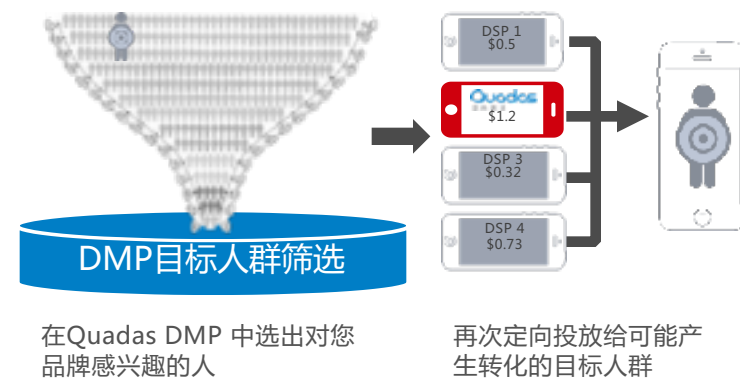 DSP 1
$0.5
Quadas
$1.2
DSP 3
$0.32
DSP 4
$0.73
DMP目标人群筛选
在Quadas DMP 中选出对您
品牌感兴趣的人
再次定向投放给可能产
生转化的目标人群